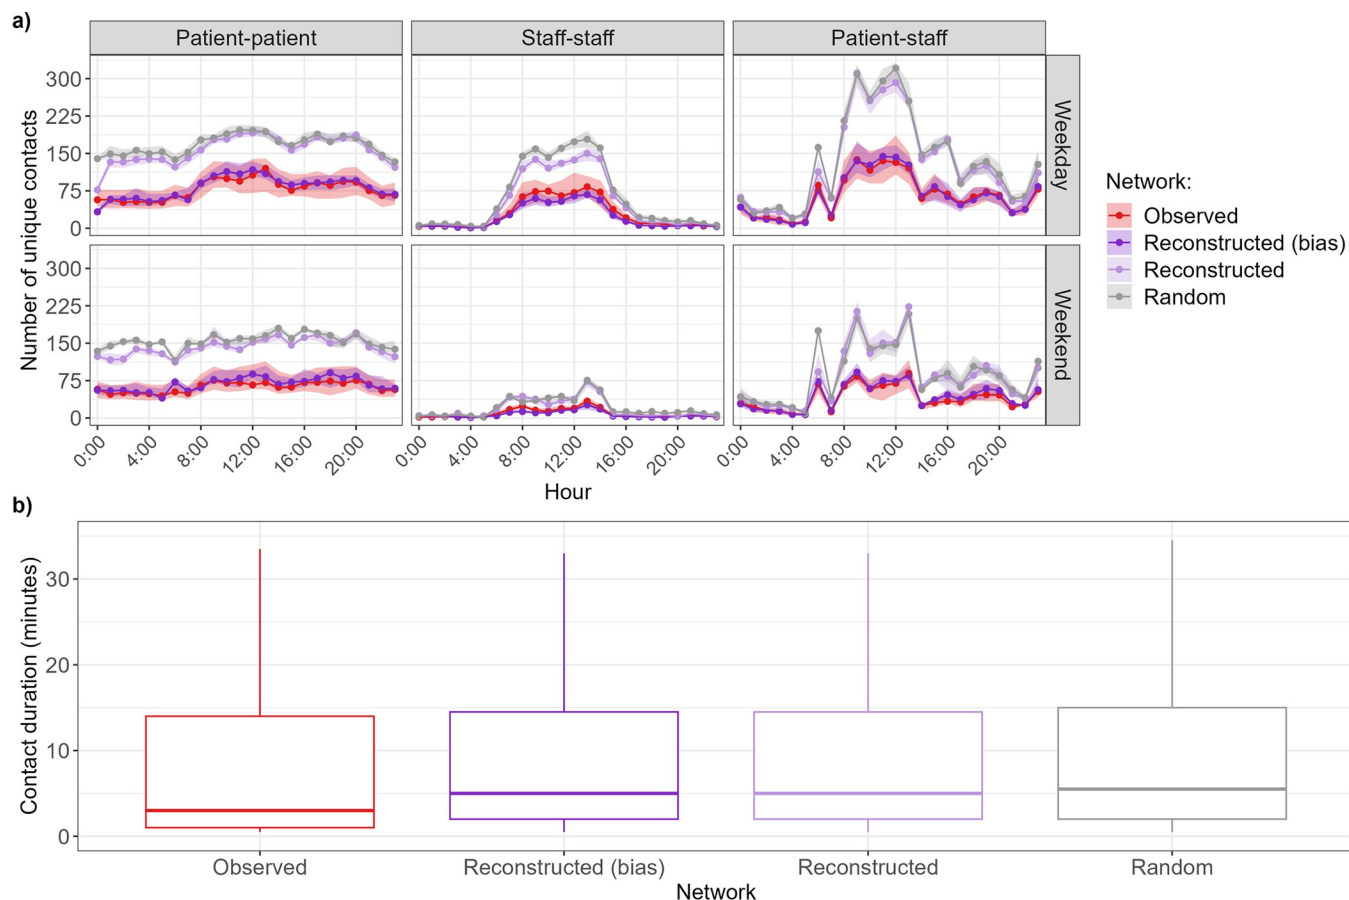 a)
Patient-patient
Staff-staff
Patient-staff
Number of unique contacts
300
225
150
75
0
Weekday
300
225
150
75
0
Weekend
0:00 4:00 8:00 12:00 16:00 20:00
0:00 4:00 8:00 12:00 16:00 20:00
0:00 4:00 8:00 12:00 16:00 20:00
Hour
Network:
Observed
Reconstructed (bias)
Reconstructed
Random
b)
Contact duration (minutes)
30
20
10
0
Observed
Reconstructed (bias)
Reconstructed
Random
Network